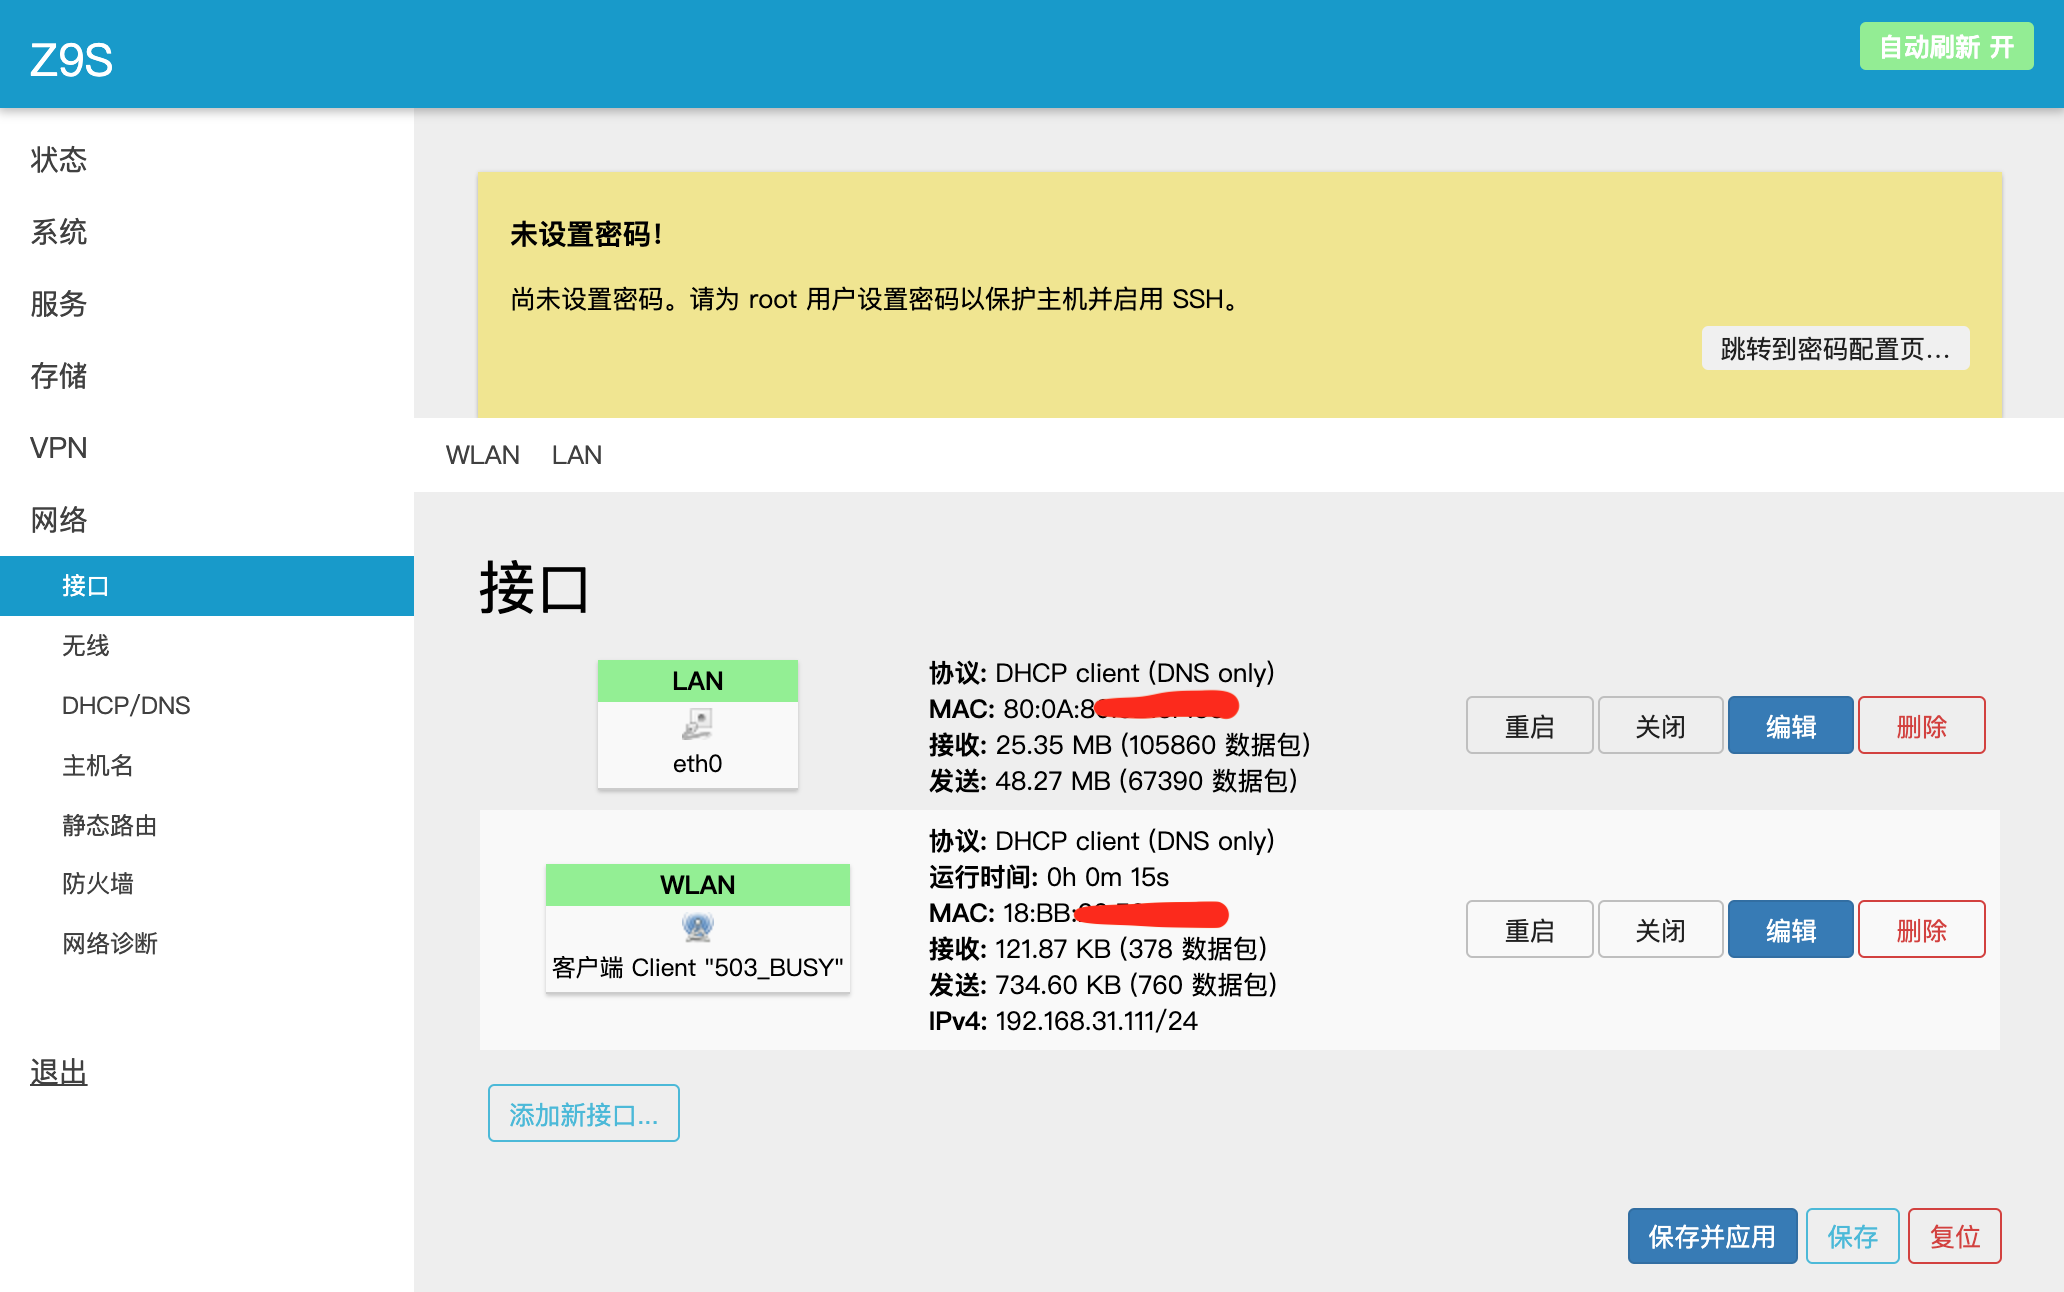 Z9S
自动刷新 开
状态
系统
服务
存储
VPN
网络
接口
无线
DHCP/DNS
主机名
静态路由
防火墙
网络诊断
退出
未设置密码！
尚未设置密码。请为 root 用户设置密码以保护主机并启用 SSH。
跳转到密码配置页...
WLAN LAN
接口
LAN
eth0
协议: DHCP client (DNS only)
MAC: 80:0A:8
接收: 25.35 MB (105860 数据包)
发送: 48.27 MB (67390 数据包)
重启 关闭 编辑 删除
WLAN
客户端 Client "503_BUSY"
协议: DHCP client (DNS only)
运行时间: 0h 0m 15s
MAC: 18:BB:
接收: 121.87 KB (378 数据包)
发送: 734.60 KB (760 数据包)
IPv4: 192.168.31.111/24
重启 关闭 编辑 删除
添加新接口...
保存并应用 保存 复位